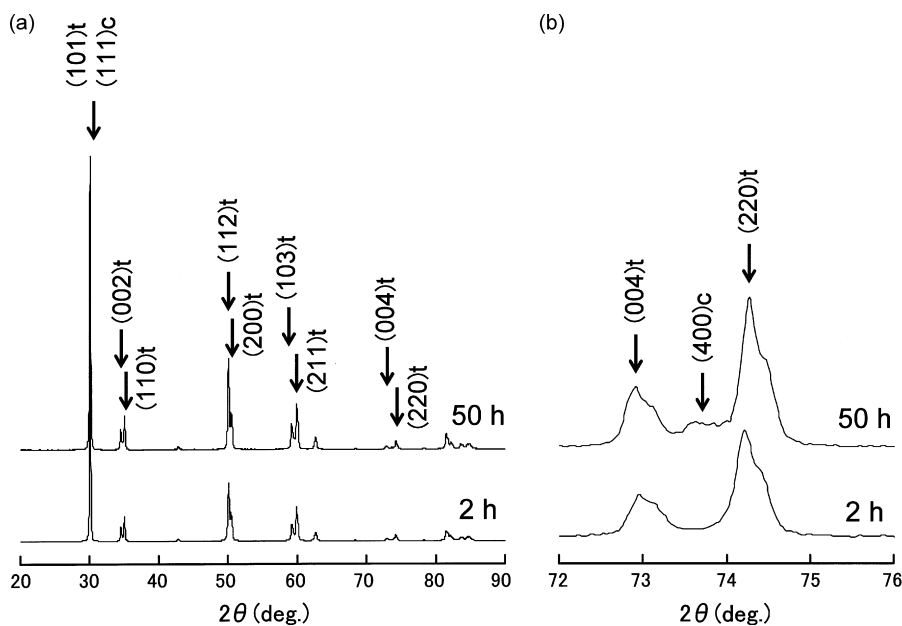 (a)
(101)t
(111)c
(002)t
(110)t
(112)t
(200)t
(103)t
(211)t
(004)t
(220)t
50 h
2 h
20 30 40 50 60 70 80 90
2θ (deg.)
(b)
(004)t
(400)c
(220)t
50 h
2 h
72 73 74 75 76
2θ (deg.)